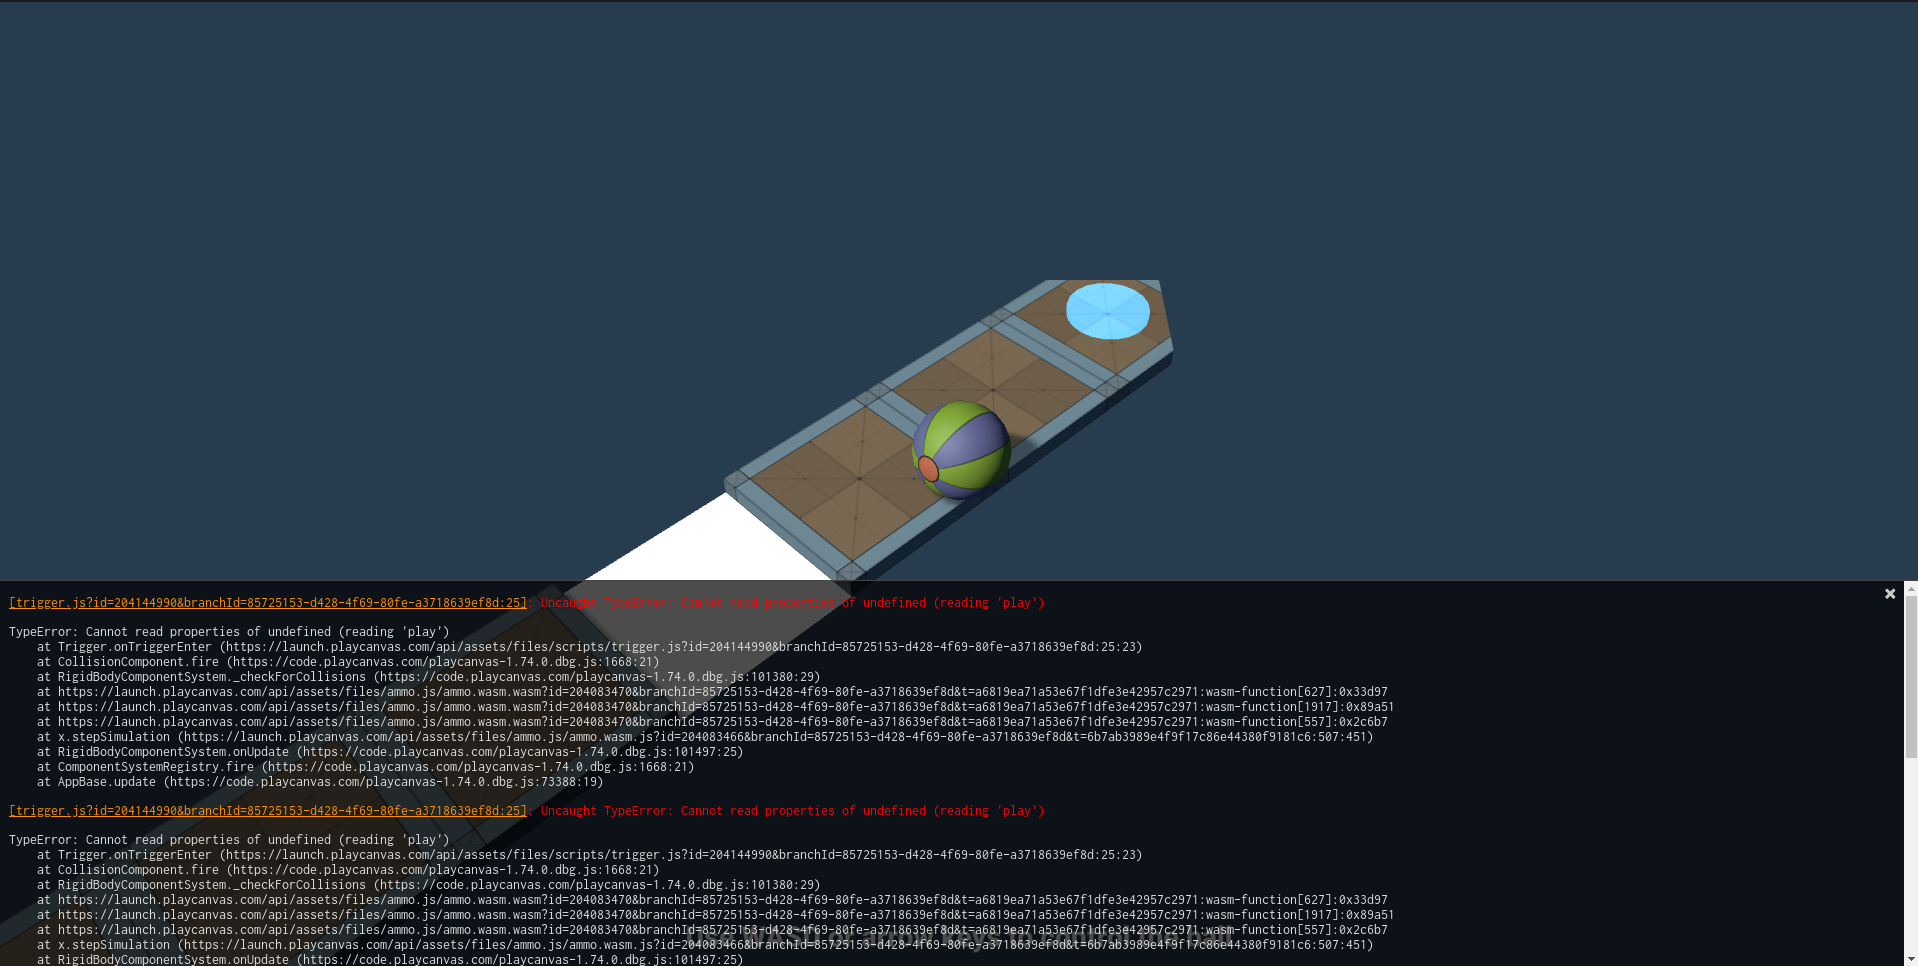 [trigger.js?id=204144990&branchId=85725153-d428-4f69-80fe-a3718639ef8d:25]: Uncaught TypeError: Cannot read properties of undefined (reading 'play')
TypeError: Cannot read properties of undefined (reading 'play')
at Trigger.onTriggerEnter (https://launch.playcanvas.com/api/assets/files/scripts/trigger.js?id=204144990&branchId=85725153-d428-4f69-80fe-a3718639ef8d:25:23)
at CollisionComponent.fire (https://code.playcanvas.com/playcanvas-1.74.0.dbg.js:1668:21)
at RigidBodyComponentSystem._checkForCollisions (https://code.playcanvas.com/playcanvas-1.74.0.dbg.js:101380:29)
at https://launch.playcanvas.com/api/assets/files/ammo.js/ammo.wasm.wasm?id=204083470&branchId=85725153-d428-4f69-80fe-a3718639ef8d&t=a6819ea71a53e67f1dfe3e42957c2971:wasm-function[627]:0x33d97
at https://launch.playcanvas.com/api/assets/files/ammo.js/ammo.wasm.wasm?id=204083470&branchId=85725153-d428-4f69-80fe-a3718639ef8d&t=a6819ea71a53e67f1dfe3e42957c2971:wasm-function[1917]:0x89a51
at https://launch.playcanvas.com/api/assets/files/ammo.js/ammo.wasm.wasm?id=204083470&branchId=85725153-d428-4f69-80fe-a3718639ef8d&t=a6819ea71a53e67f1dfe3e42957c2971:wasm-function[557]:0x2c6b7
at x.stepSimulation (https://launch.playcanvas.com/api/assets/files/ammo.js/ammo.wasm.js?id=204083466&branchId=85725153-d428-4f69-80fe-a3718639ef8d&t=6b7ab3989e4f9f17c86e44380f9181c6:507:451)
at RigidBodyComponentSystem.onUpdate (https://code.playcanvas.com/playcanvas-1.74.0.dbg.js:101497:25)
at ComponentSystemRegistry.fire (https://code.playcanvas.com/playcanvas-1.74.0.dbg.js:1668:21)
at AppBase.update (https://code.playcanvas.com/playcanvas-1.74.0.dbg.js:73388:19)
[trigger.js?id=204144990&branchId=85725153-d428-4f69-80fe-a3718639ef8d:25]: Uncaught TypeError: Cannot read properties of undefined (reading 'play')
TypeError: Cannot read properties of undefined (reading 'play')
at Trigger.onTriggerEnter (https://launch.playcanvas.com/api/assets/files/scripts/trigger.js?id=204144990&branchId=85725153-d428-4f69-80fe-a3718639ef8d:25:23)
at CollisionComponent.fire (https://code.playcanvas.com/playcanvas-1.74.0.dbg.js:1668:21)
at RigidBodyComponentSystem._checkForCollisions (https://code.playcanvas.com/playcanvas-1.74.0.dbg.js:101380:29)
at https://launch.playcanvas.com/api/assets/files/ammo.js/ammo.wasm.wasm?id=204083470&branchId=85725153-d428-4f69-80fe-a3718639ef8d&t=a6819ea71a53e67f1dfe3e42957c2971:wasm-function[627]:0x33d97
at https://launch.playcanvas.com/api/assets/files/ammo.js/ammo.wasm.wasm?id=204083470&branchId=85725153-d428-4f69-80fe-a3718639ef8d&t=a6819ea71a53e67f1dfe3e42957c2971:wasm-function[1917]:0x89a51
at https://launch.playcanvas.com/api/assets/files/ammo.js/ammo.wasm.wasm?id=204083470&branchId=85725153-d428-4f69-80fe-a3718639ef8d&t=a6819ea71a53e67f1dfe3e42957c2971:wasm-function[557]:0x2c6b7
Use WASD or arrow keys to control the ball
at x.stepSimulation (https://launch.playcanvas.com/api/assets/files/ammo.js/ammo.wasm.js?id=204083466&branchId=85725153-d428-4f69-80fe-a3718639ef8d&t=6b7ab3989e4f9f17c86e44380f9181c6:507:451)
at RigidBodyComponentSystem.onUpdate (https://code.playcanvas.com/playcanvas-1.74.0.dbg.js:101497:25)